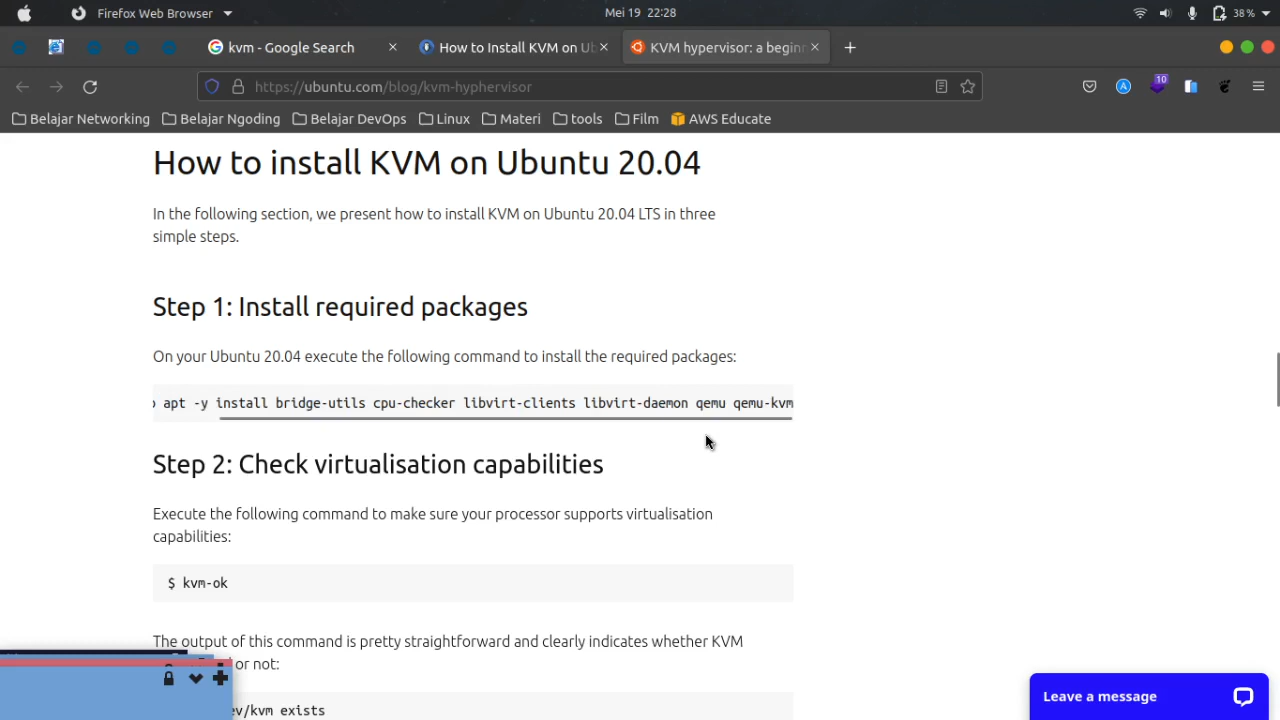 Firefox Web Browser
Mei 19 22:28
38 %
kvm - Google Search
How to Install KVM on Ub
KVM hypervisor: a beginn
https://ubuntu.com/blog/kvm-hyphervisor
10
Belajar Networking
Belajar Ngoding
Belajar DevOps
Linux
Materi
tools
Film
AWS Educate
How to install KVM on Ubuntu 20.04
In the following section, we present how to install KVM on Ubuntu 20.04 LTS in three
simple steps.
Step 1: Install required packages
On your Ubuntu 20.04 execute the following command to install the required packages:
apt -y install bridge-utils cpu-checker libvirt-clients libvirt-daemon qemu qemu-kvm
Step 2: Check virtualisation capabilities
Execute the following command to make sure your processor supports virtualisation
capabilities:
$ kvm-ok
The output of this command is pretty straightforward and clearly indicates whether KVM
or not:
ev/kvm exists
Leave a message